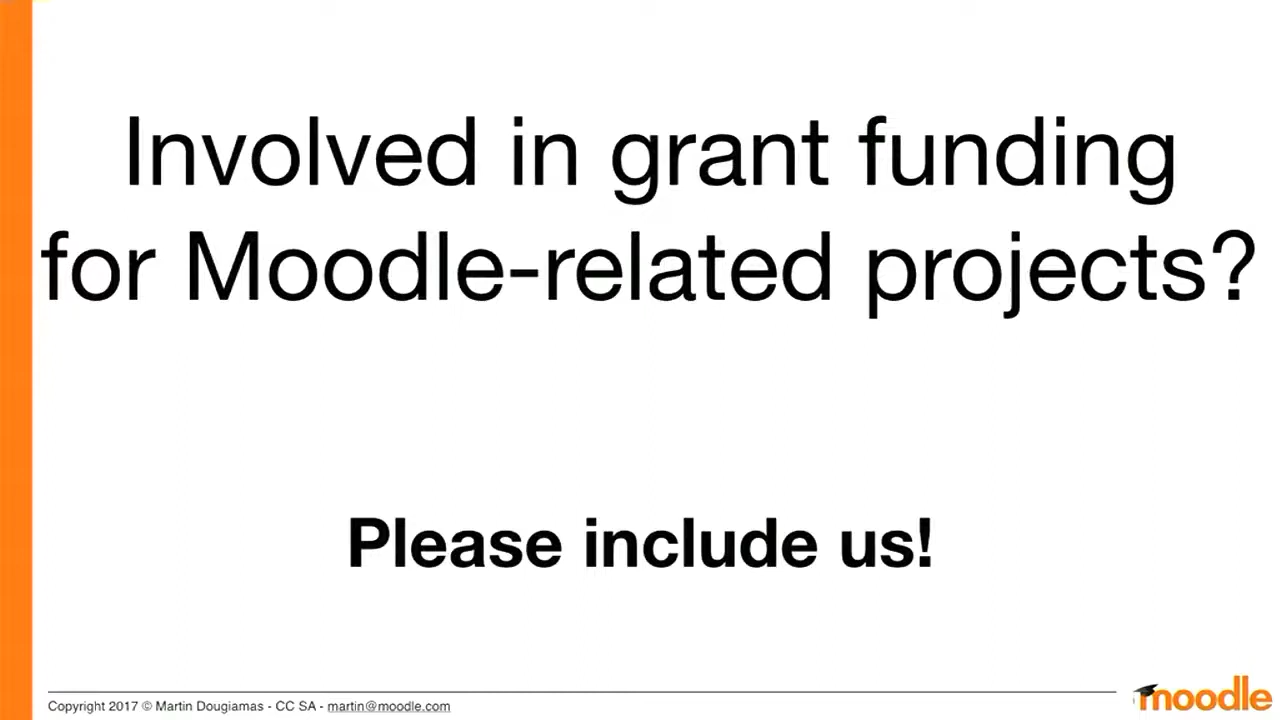 Involved in grant funding
for Moodle-related projects?
Please include us!
Copyright 2017 © Martin Dougiamas - CC SA - martin@moodle.com
moodle